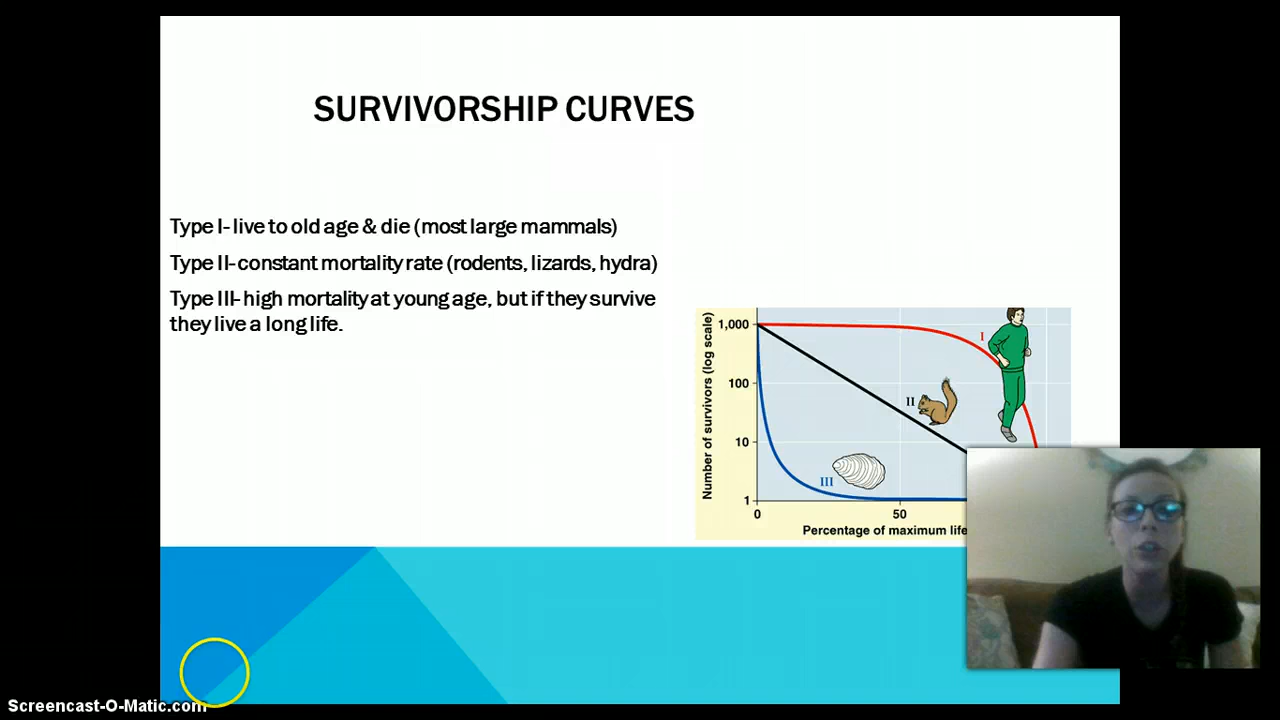 SURVIVORSHIP CURVES
Type I- live to old age & die (most large mammals)
Type II- constant mortality rate (rodents, lizards, hydra)
Type III- high mortality at young age, but if they survive
they live a long life.
Number of survivors (log scale)
1,000
100
10
1
I
II
III
0
50
Percentage of maximum life
Screencast-O-Matic.com